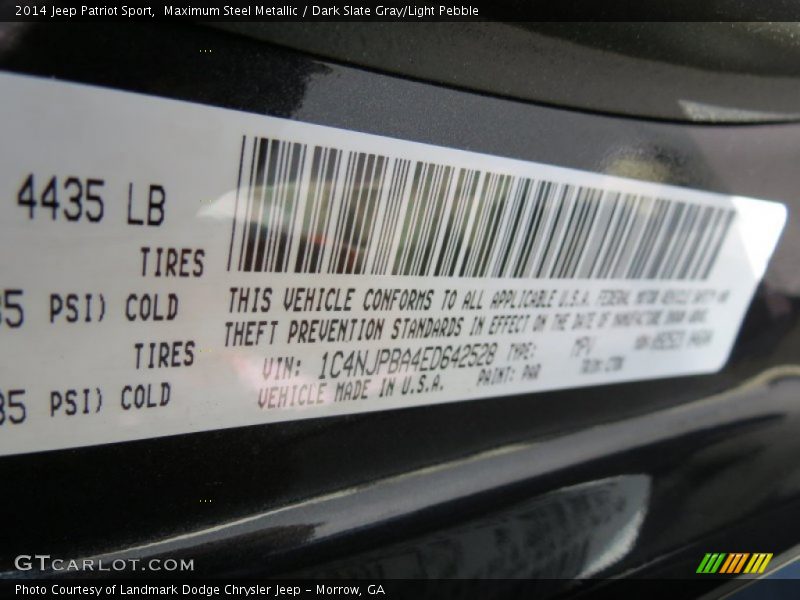 2014 Jeep Patriot Sport,  Maximum Steel Metallic / Dark Slate Gray/Light Pebble
4435 LB
TIRES
35 PSI) COLD
TIRES
35 PSI) COLD
THIS VEHICLE CONFORMS TO ALL APPLICABLE U.S.A. FEDERAL MOTOR VEHICLE SAFETY AND
THEFT PREVENTION STANDARDS IN EFFECT ON THE DATE OF MANUFACTURE SHOWN ABOVE.
VIN: 1C4NJPBA4ED642528 TYPE: MPV
VEHICLE MADE IN U.S.A. PAINT: PAR TRIM:
GTCARLOT.COM
Photo Courtesy of Landmark Dodge Chrysler Jeep - Morrow, GA